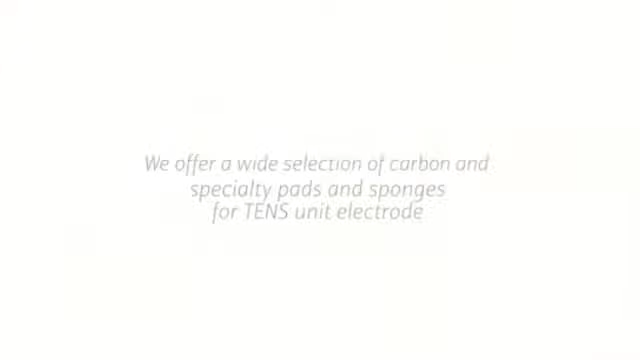 We offer a wide selection of carbon and
specialty pads and sponges
for TENS unit electrode